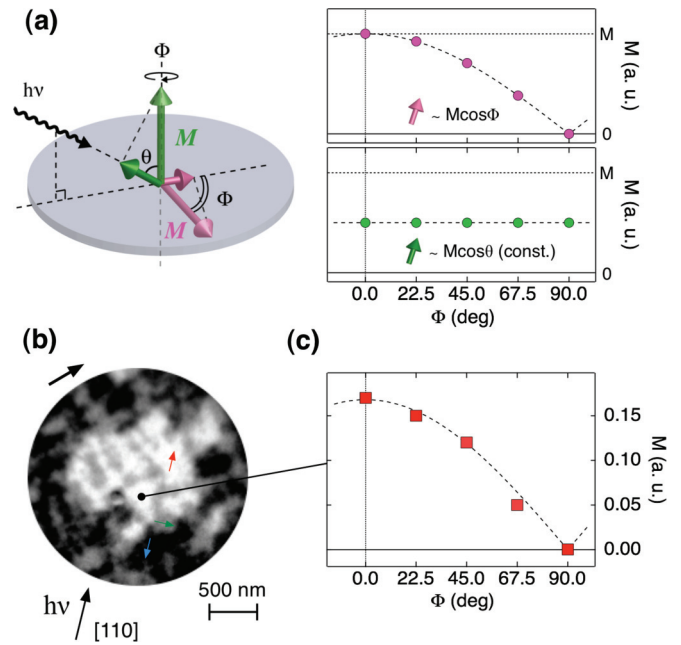 (a)
Φ
hν
M
θ
Φ
M
M
~ McosΦ
0
M (a. u.)
M
~ Mcosθ (const.)
0
M (a. u.)
0.0 22.5 45.0 67.5 90.0
Φ (deg)
(b)
hν
[110]
500 nm
(c)
0.15
0.10
0.05
0.00
M (a. u.)
0.0 22.5 45.0 67.5 90.0
Φ (deg)